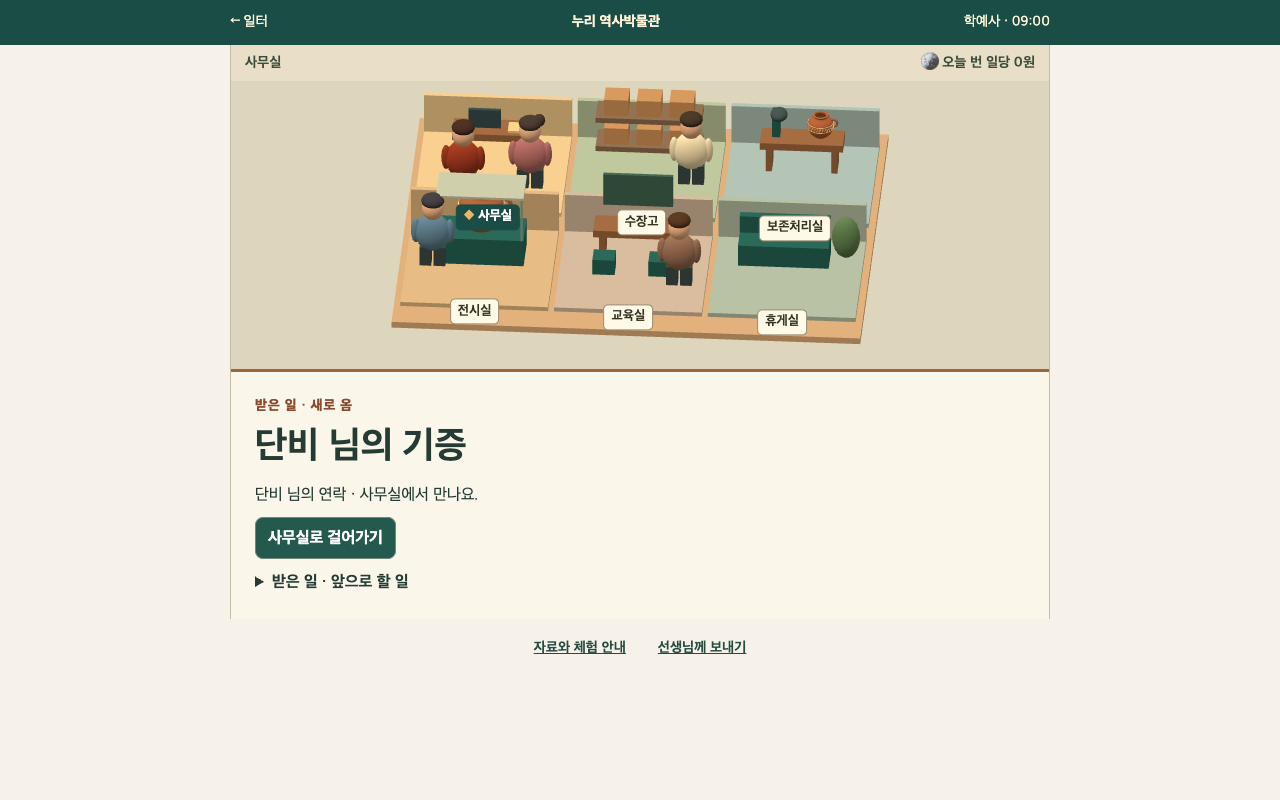 ← 일터
누리 역사박물관
학예사 · 09:00
사무실
오늘 번 일당 0원
◆ 사무실
수장고
보존처리실
전시실
교육실
휴게실
받은 일 · 새로 옴
단비 님의 기증
단비 님의 연락 · 사무실에서 만나요.
사무실로 걸어가기
▶ 받은 일 · 앞으로 할 일
자료와 체험 안내
선생님께 보내기